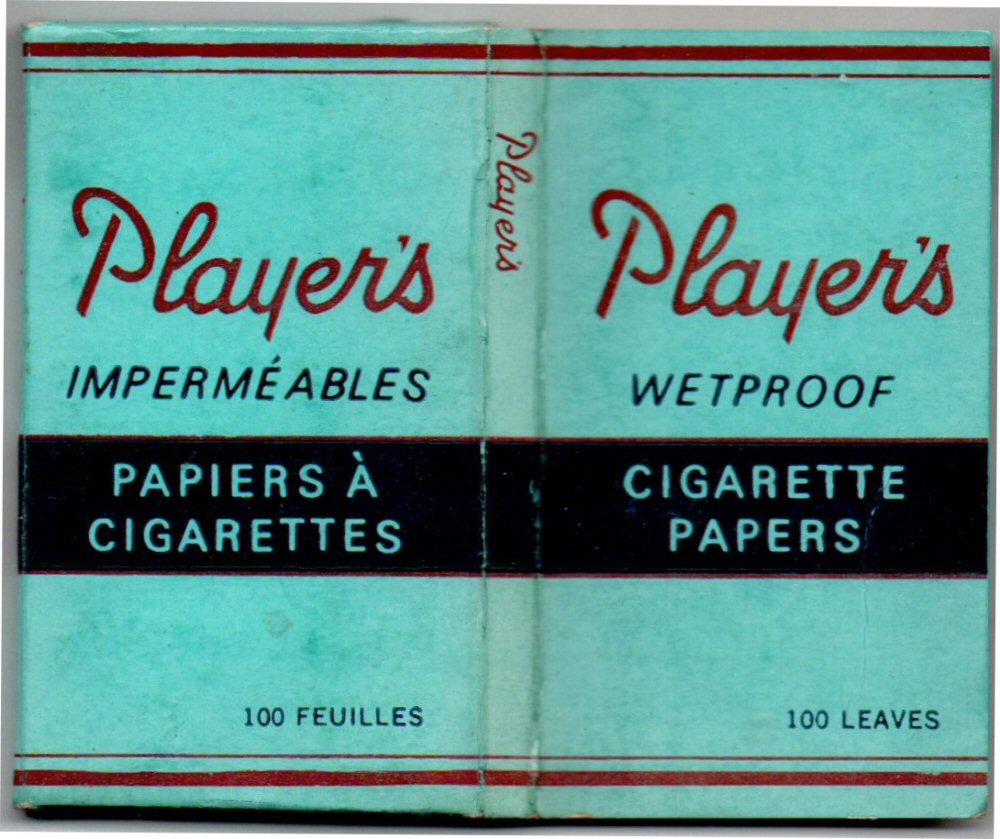 Player's
IMPERMÉABLES
PAPIERS À
CIGARETTES
100 FEUILLES
Player's
Player's
WETPROOF
CIGARETTE
PAPERS
100 LEAVES